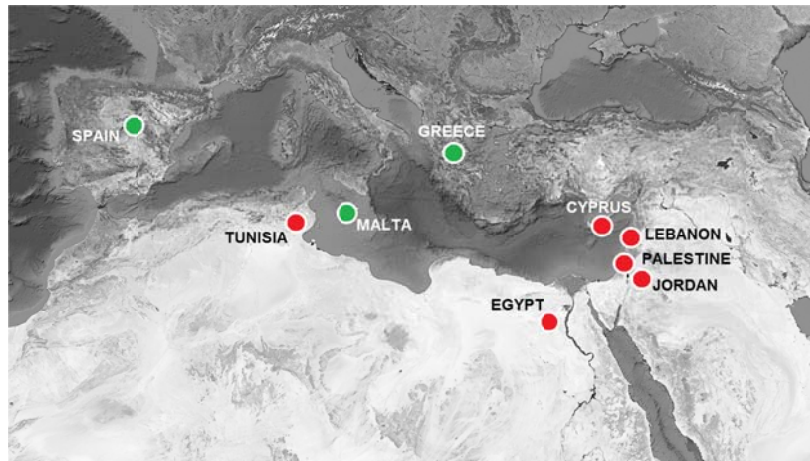 SPAIN
GREECE
CYPRUS
TUNISIA
MALTA
LEBANON
PALESTINE
JORDAN
EGYPT